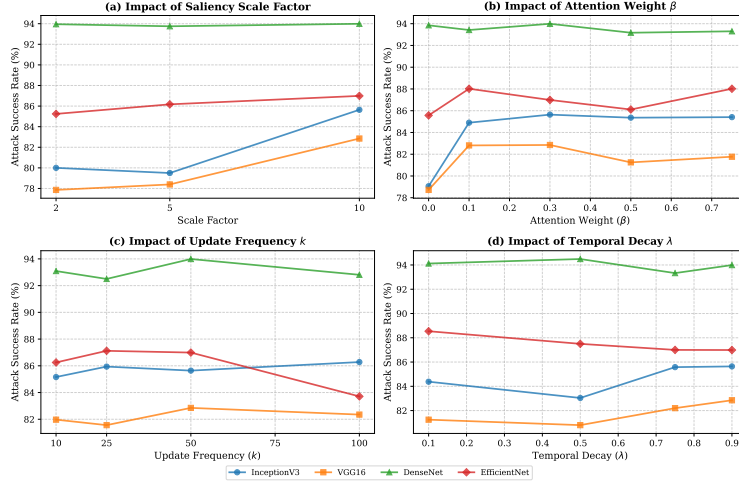 (a) Impact of Saliency Scale Factor
Attack Success Rate (%)
94
92
90
88
86
84
82
80
78
2 5 10
Scale Factor
(b) Impact of Attention Weight β
Attack Success Rate (%)
94
92
90
88
86
84
82
80
78
0.0 0.1 0.2 0.3 0.4 0.5 0.6 0.7
Attention Weight (β)
(c) Impact of Update Frequency k
Attack Success Rate (%)
94
92
90
88
86
84
82
10 25 50 75 100
Update Frequency (k)
(d) Impact of Temporal Decay λ
Attack Success Rate (%)
94
92
90
88
86
84
82
0.1 0.2 0.3 0.4 0.5 0.6 0.7 0.8 0.9
Temporal Decay (λ)
InceptionV3 VGG16 DenseNet EfficientNet